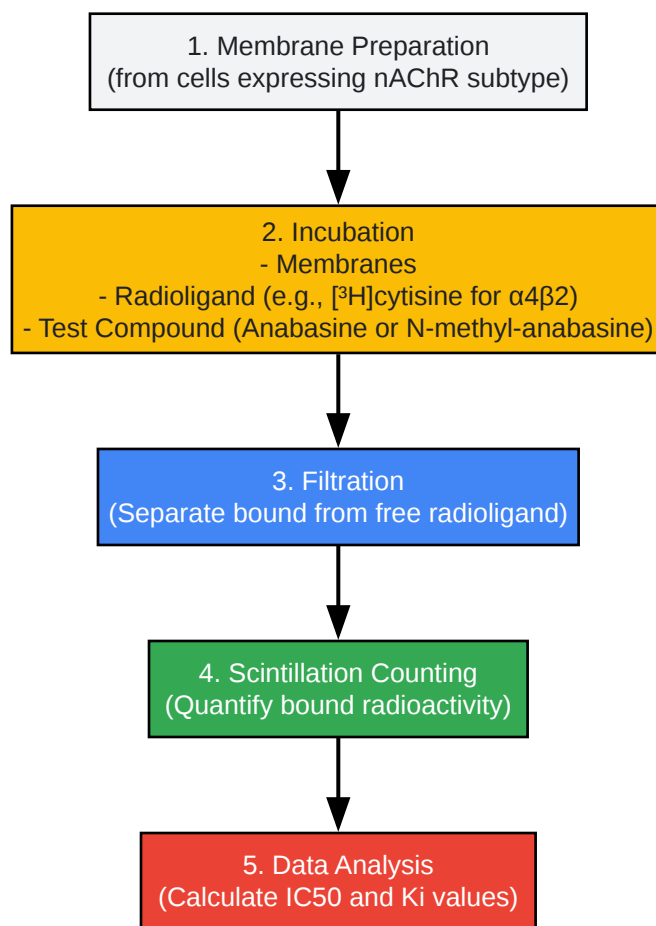 1. Membrane Preparation
(from cells expressing nAChR subtype)
2. Incubation
- Membranes
- Radioligand (e.g., [³H]cytisine for α4β2)
- Test Compound (Anabasine or N-methyl-anabasine)
3. Filtration
(Separate bound from free radioligand)
4. Scintillation Counting
(Quantify bound radioactivity)
5. Data Analysis
(Calculate IC50 and Ki values)